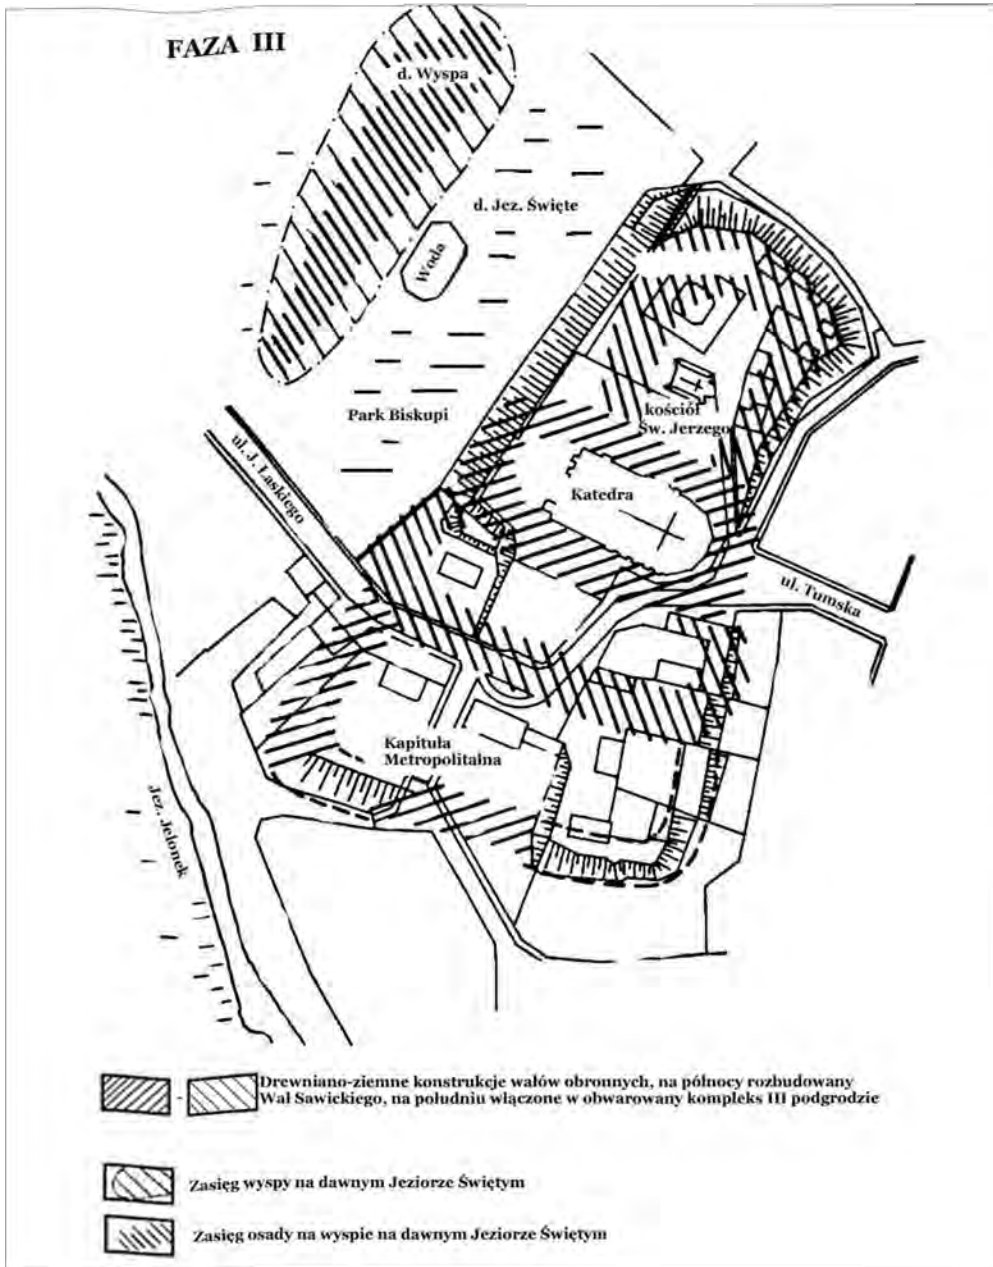 FAZA III
d. Wyspa
d. Jez. Święte
Woda
Park Biskupi
kościół
Św. Jerzego
ul. J. Łaskiego
Katedra
ul. Tumska
Kapituła
Metropolitalna
Jez. Jelonek
Drewniano-ziemne konstrukcje wałów obronnych, na północy rozbudowany
Wał Sawickiego, na południu włączone w obwarowany kompleks III podgrodzie
Zasięg wyspy na dawnym Jeziorze Świętym
Zasięg osady na wyspie na dawnym Jeziorze Świętym